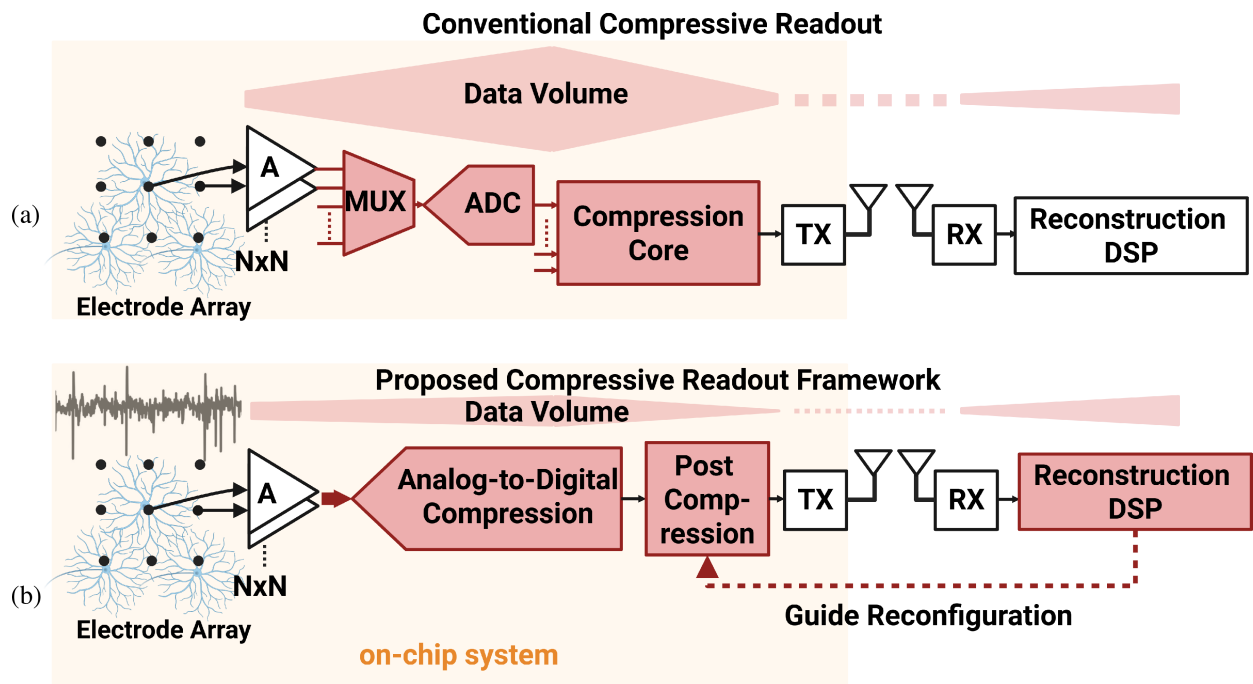 Conventional Compressive Readout
Data Volume
(a)
A
MUX
ADC
Compression
Core
TX
RX
Reconstruction
DSP
NxN
Electrode Array
Proposed Compressive Readout Framework
Data Volume
(b)
A
Analog-to-Digital
Compression
Post
Comp-
ression
TX
RX
Reconstruction
DSP
NxN
Guide Reconfiguration
Electrode Array
on-chip system